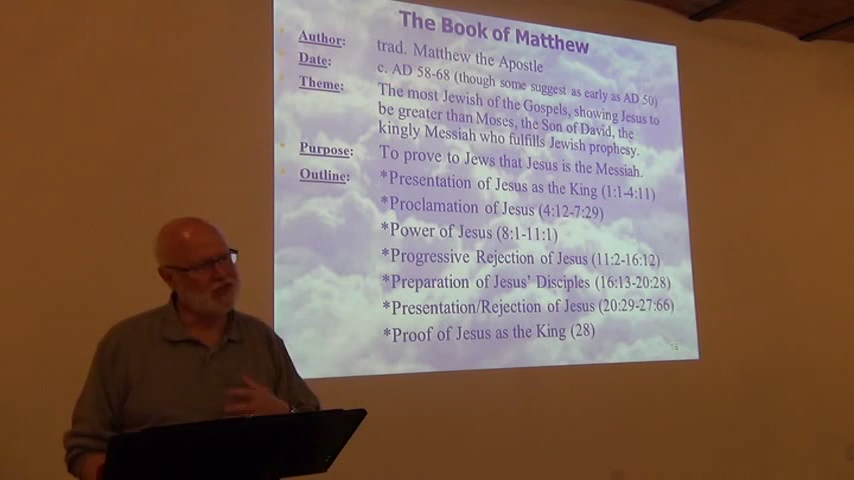 The Book of Matthew
Author: trad. Matthew the Apostle
Date: c. AD 58-68 (though some suggest as early as AD 50)
Theme: The most Jewish of the Gospels, showing Jesus to
be greater than Moses, the Son of David, the
kingly Messiah who fulfills Jewish prophesy.
Purpose: To prove to Jews that Jesus is the Messiah.
Outline: *Presentation of Jesus as the King (1:1-4:11)
*Proclamation of Jesus (4:12-7:29)
*Power of Jesus (8:1-11:1)
*Progressive Rejection of Jesus (11:2-16:12)
*Preparation of Jesus’ Disciples (16:13-20:28)
*Presentation/Rejection of Jesus (20:29-27:66)
*Proof of Jesus as the King (28)